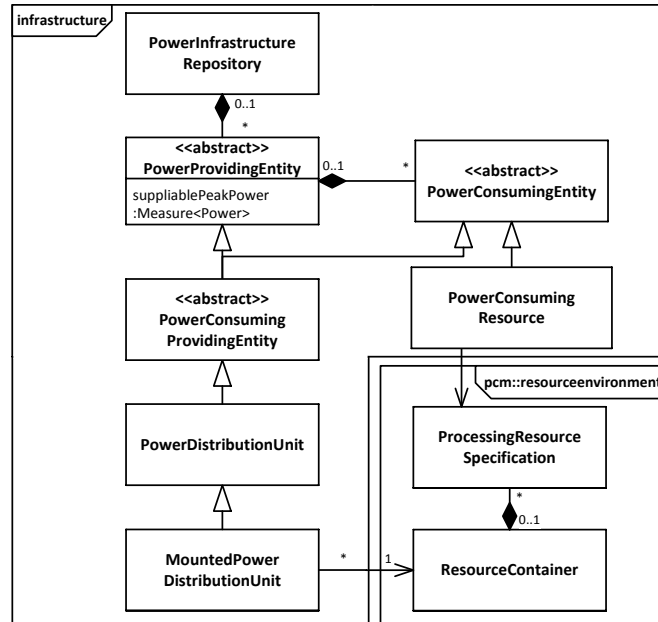 infrastructure
PowerInfrastructure
Repository
0..1
*
<<abstract>>
PowerProvidingEntity
suppliablePeakPower
:Measure<Power>
0..1
*
<<abstract>>
PowerConsumingEntity
<<abstract>>
PowerConsuming
ProvidingEntity
PowerConsuming
Resource
pcm::resourceenvironment
PowerDistributionUnit
ProcessingResource
Specification
*
0..1
MountedPower
DistributionUnit
*
1
ResourceContainer